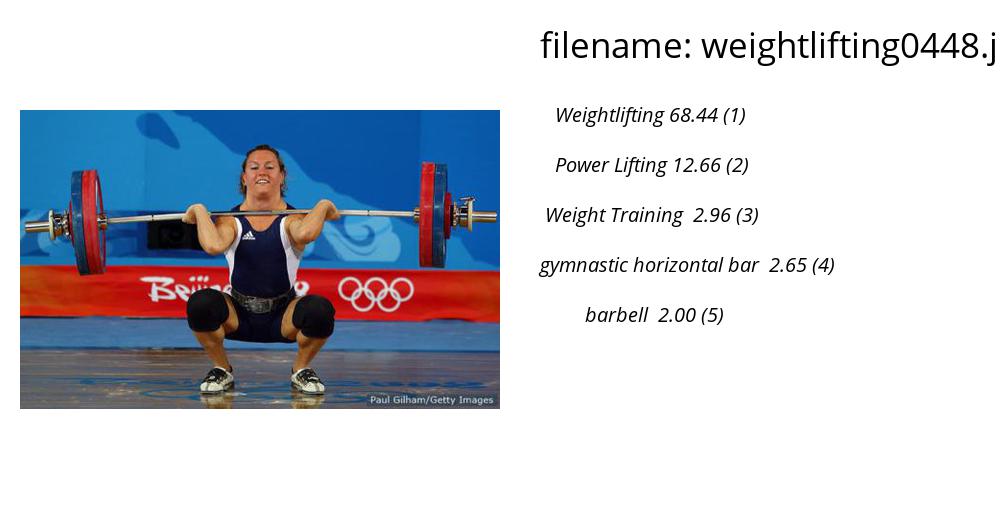 filename: weightlifting0448.j
Weightlifting 68.44 (1)
Power Lifting 12.66 (2)
Weight Training 2.96 (3)
gymnastic horizontal bar 2.65 (4)
barbell 2.00 (5)
adidas
Paul Gilham/Getty Images